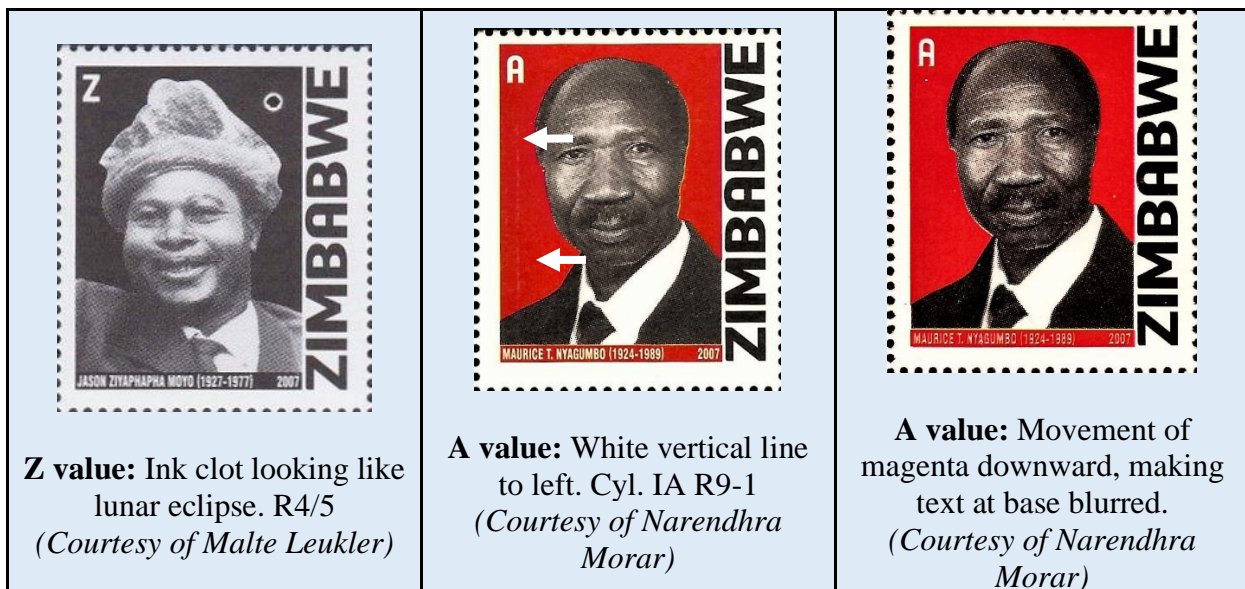 Z
ZIMBABWE
JASON ZIYAPHAPHA MOYO (1927-1977) 2007
Z value: Ink clot looking like
lunar eclipse. R4/5
(Courtesy of Malte Leukler)
A
ZIMBABWE
MAURICE T. NYAGUMBO (1924-1989) 2007
A value: White vertical line
to left. Cyl. IA R9-1
(Courtesy of Narendhra
Morar)
A
ZIMBABWE
MAURICE T. NYAGUMBO (1924-1989) 2007
A value: Movement of
magenta downward, making
text at base blurred.
(Courtesy of Narendhra
Morar)